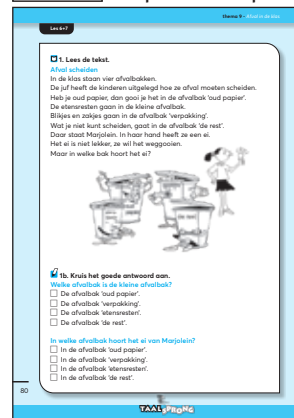 thema 9 - Afval in de klas
Les 6+7
1. Lees de tekst.
Afval scheiden
In de klas staan vier afvalbakken.
De juf heeft de kinderen uitgelegd hoe ze afval moeten scheiden.
Heb je oud papier, dan gooi je het in de afvalbak 'oud papier'.
De etensresten gaan in de kleine afvalbak.
Blikjes en zakjes gaan in de afvalbak 'verpakking'.
Wat je niet kunt scheiden, gaat in de afvalbak 'de rest'.
Daar staat Marjolein. In haar hand heeft ze een ei.
Het ei is niet lekker, ze wil het weggooien.
Maar in welke bak hoort het ei?
1b. Kruis het goede antwoord aan.
Welke afvalbak is de kleine afvalbak?
De afvalbak 'oud papier'.
De afvalbak 'verpakking'.
De afvalbak 'etensresten'.
De afvalbak 'de rest'.
In welke afvalbak hoort het ei van Marjolein?
In de afvalbak 'oud papier'.
In de afvalbak 'verpakking'.
In de afvalbak 'etensresten'.
In de afvalbak 'de rest'.
80
TAALSPRONG